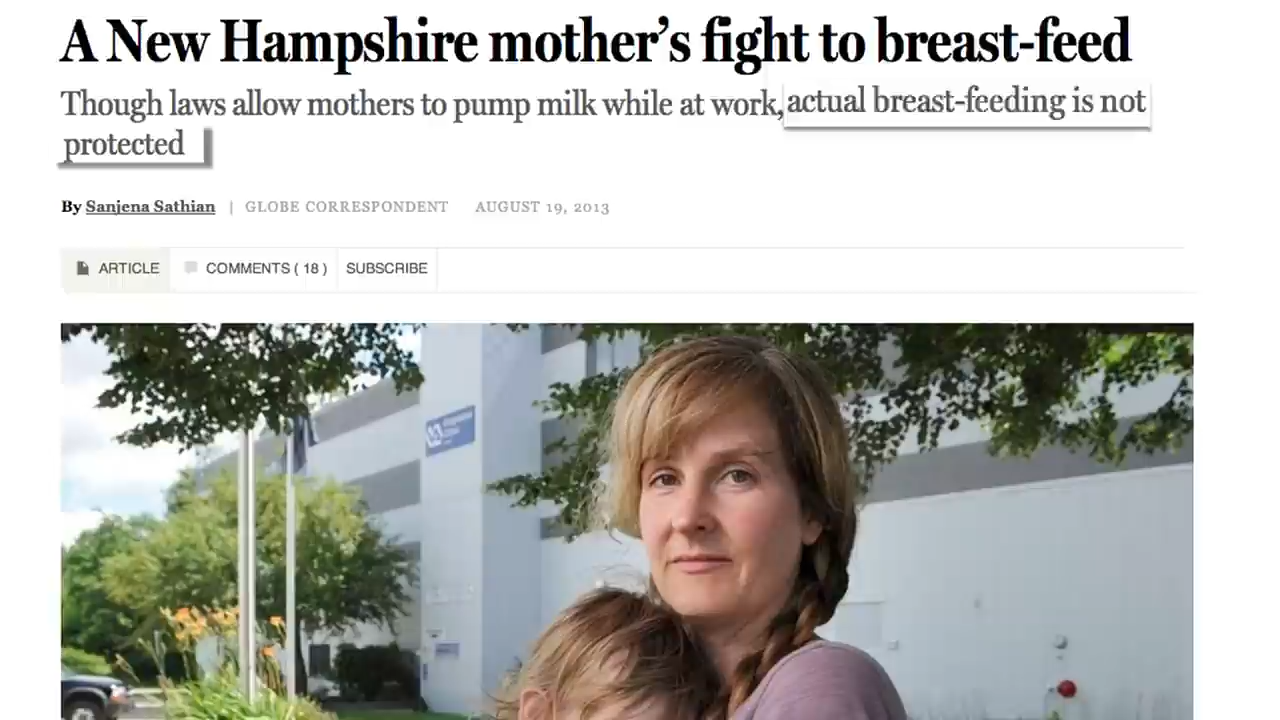 A New Hampshire mother’s fight to breast-feed
Though laws allow mothers to pump milk while at work, actual breast-feeding is not
protected
By Sanjena Sathian | GLOBE CORRESPONDENT AUGUST 19, 2013
ARTICLE COMMENTS ( 18 ) SUBSCRIBE